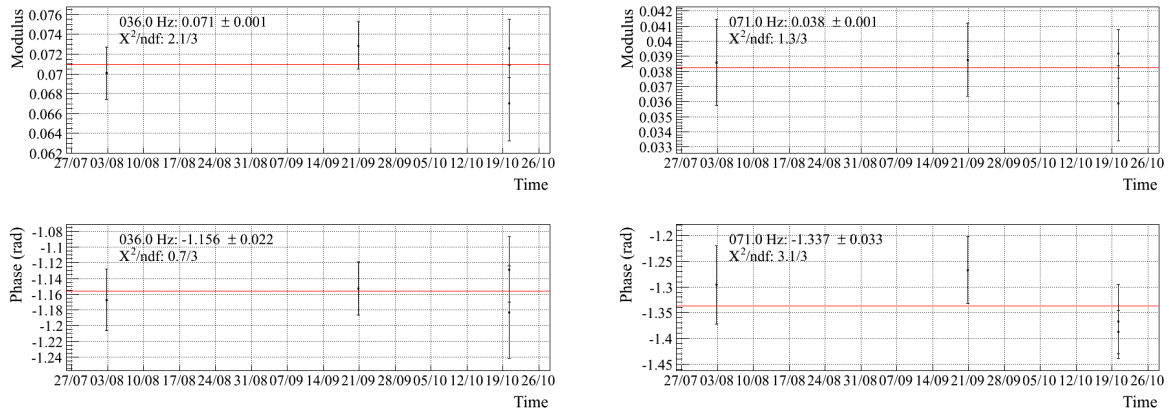 036.0 Hz: 0.071 ± 0.001
Χ²/ndf: 2.1/3
Modulus
0.076
0.074
0.072
0.07
0.068
0.066
0.064
0.062
27/07 03/08 10/08 17/08 24/08 31/08 07/09 14/09 21/09 28/09 05/10 12/10 19/10 26/10
Time
071.0 Hz: 0.038 ± 0.001
Χ²/ndf: 1.3/3
Modulus
0.042
0.041
0.04
0.039
0.038
0.037
0.036
0.035
0.034
0.033
27/07 03/08 10/08 17/08 24/08 31/08 07/09 14/09 21/09 28/09 05/10 12/10 19/10 26/10
Time
036.0 Hz: -1.156 ± 0.022
Χ²/ndf: 0.7/3
Phase (rad)
-1.08
-1.1
-1.12
-1.14
-1.16
-1.18
-1.2
-1.22
-1.24
27/07 03/08 10/08 17/08 24/08 31/08 07/09 14/09 21/09 28/09 05/10 12/10 19/10 26/10
Time
071.0 Hz: -1.337 ± 0.033
Χ²/ndf: 3.1/3
Phase (rad)
-1.2
-1.25
-1.3
-1.35
-1.4
-1.45
27/07 03/08 10/08 17/08 24/08 31/08 07/09 14/09 21/09 28/09 05/10 12/10 19/10 26/10
Time